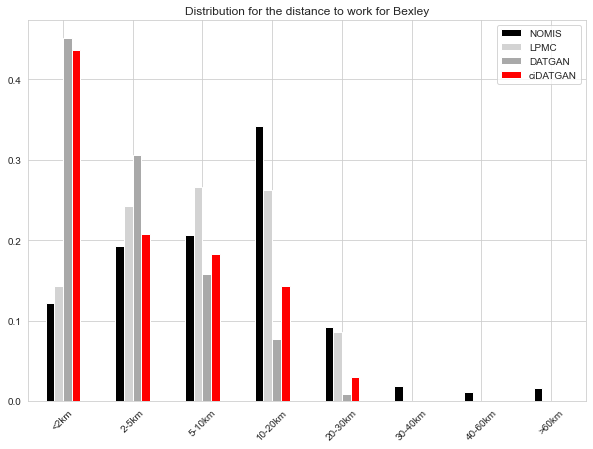 Distribution for the distance to work for Bexley
NOMIS
LPMC
DATGAN
ciDATGAN
0.4
0.3
0.2
0.1
0.0
<2km
2-5km
5-10km
10-20km
20-30km
30-40km
40-60km
>60km